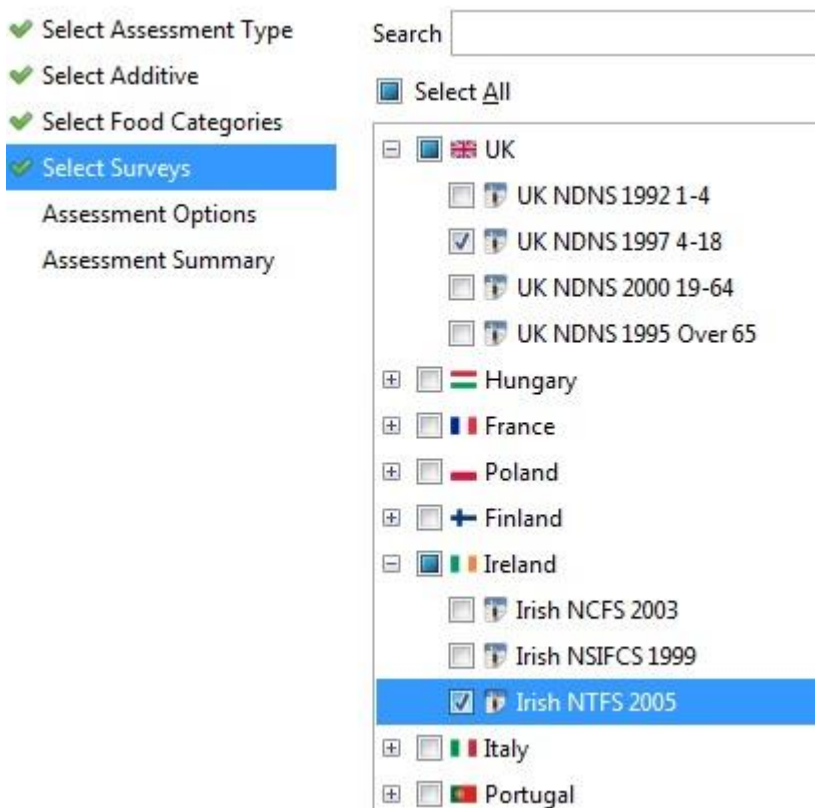 Select Assessment Type
Select Additive
Select Food Categories
Select Surveys
Assessment Options
Assessment Summary
Search
Select All
UK
UK NDNS 1992 1-4
UK NDNS 1997 4-18
UK NDNS 2000 19-64
UK NDNS 1995 Over 65
Hungary
France
Poland
Finland
Ireland
Irish NCFS 2003
Irish NSIFCS 1999
Irish NTFS 2005
Italy
Portugal